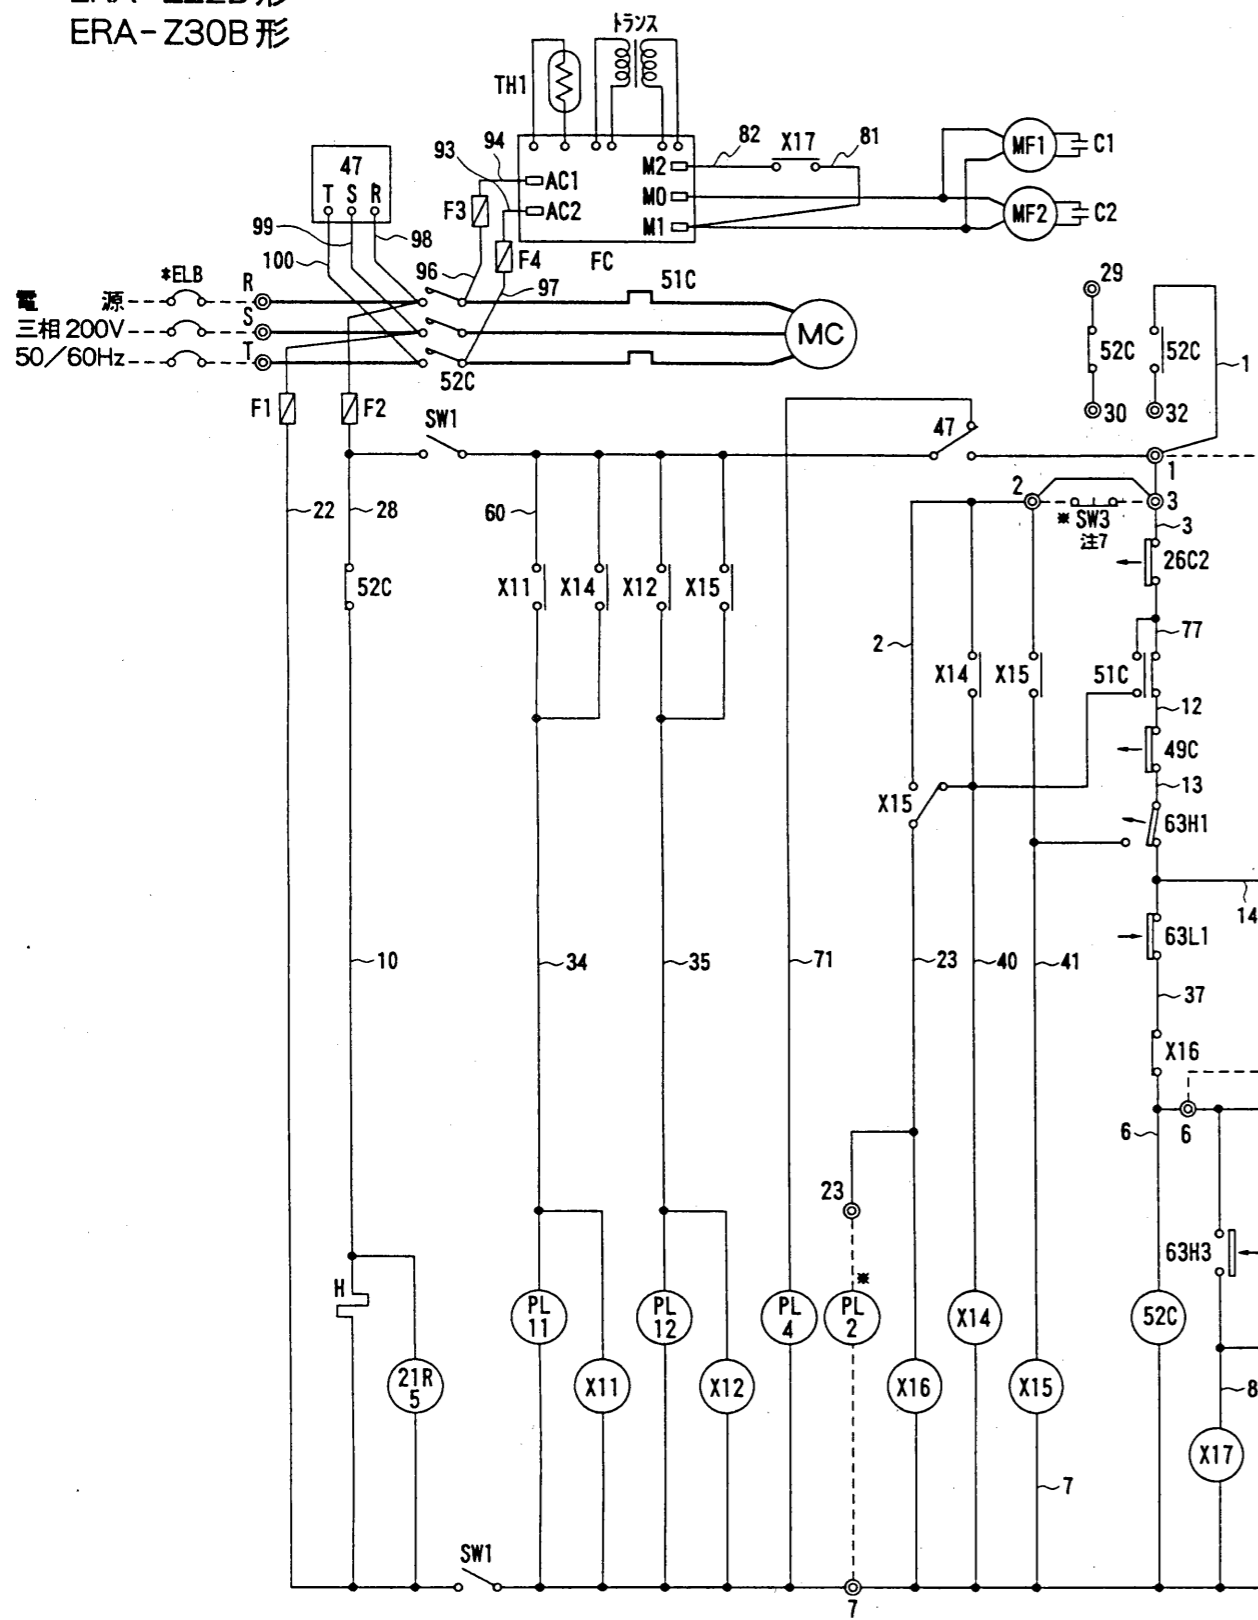 ERA-Z30B形
トランス
TH1
94
93
82
X17
81
MF1
C1
47
AC1
M2
T S R
F3
AC2
M0
MF2
C2
99
98
M1
100
F4
FC
29
*ELB
96
97
51C
R
電源
S
三相200V
MC
52C
52C
1
50/60Hz
T
52C
F1
F2
30
32
SW1
47
1
22
28
60
2
3
※SW3
3
注7
26C2
52C
X11
X14
X12
X15
77
2
X14
X15
51C
12
49C
13
X15
63H1
14
63L1
10
34
35
71
23
40
41
37
X16
6
6
23
63H3
H
※
PL
11
PL
12
PL
4
PL
2
X14
52C
21R
5
X11
X12
X16
X15
8
X17
7
SW1
7